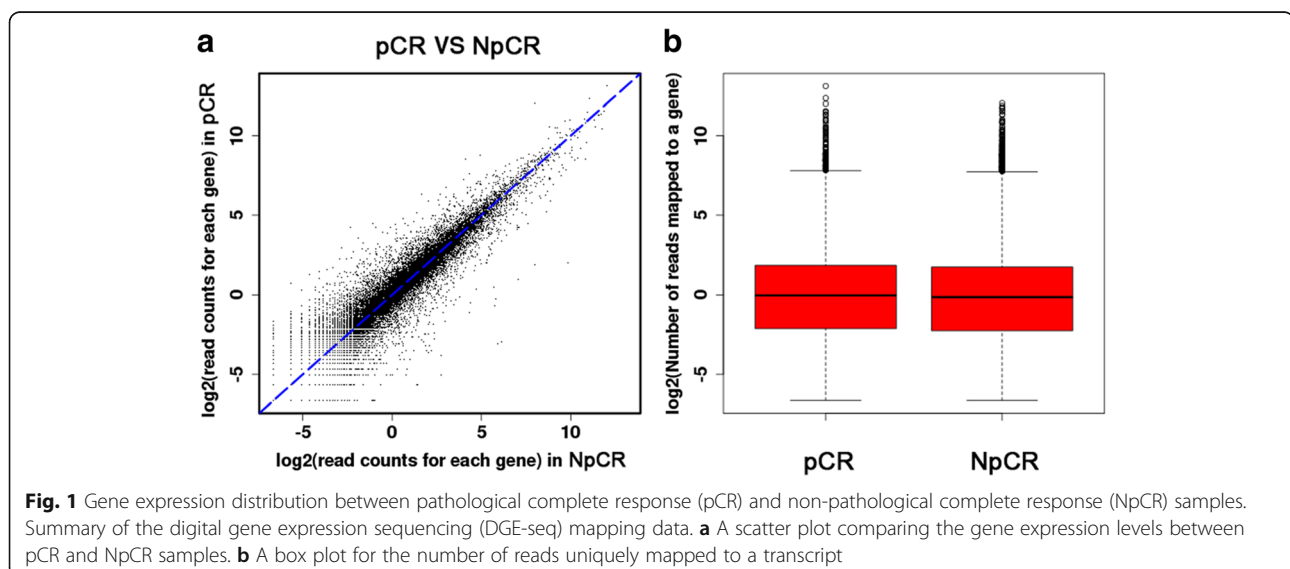 a
pCR VS NpCR
log2(read counts for each gene) in pCR
10
5
0
-5
-5 0 5 10
log2(read counts for each gene) in NpCR
b
log2(Number of reads mapped to a gene)
10
5
0
-5
pCR NpCR
Fig. 1 Gene expression distribution between pathological complete response (pCR) and non-pathological complete response (NpCR) samples.
Summary of the digital gene expression sequencing (DGE-seq) mapping data. a A scatter plot comparing the gene expression levels between
pCR and NpCR samples. b A box plot for the number of reads uniquely mapped to a transcript